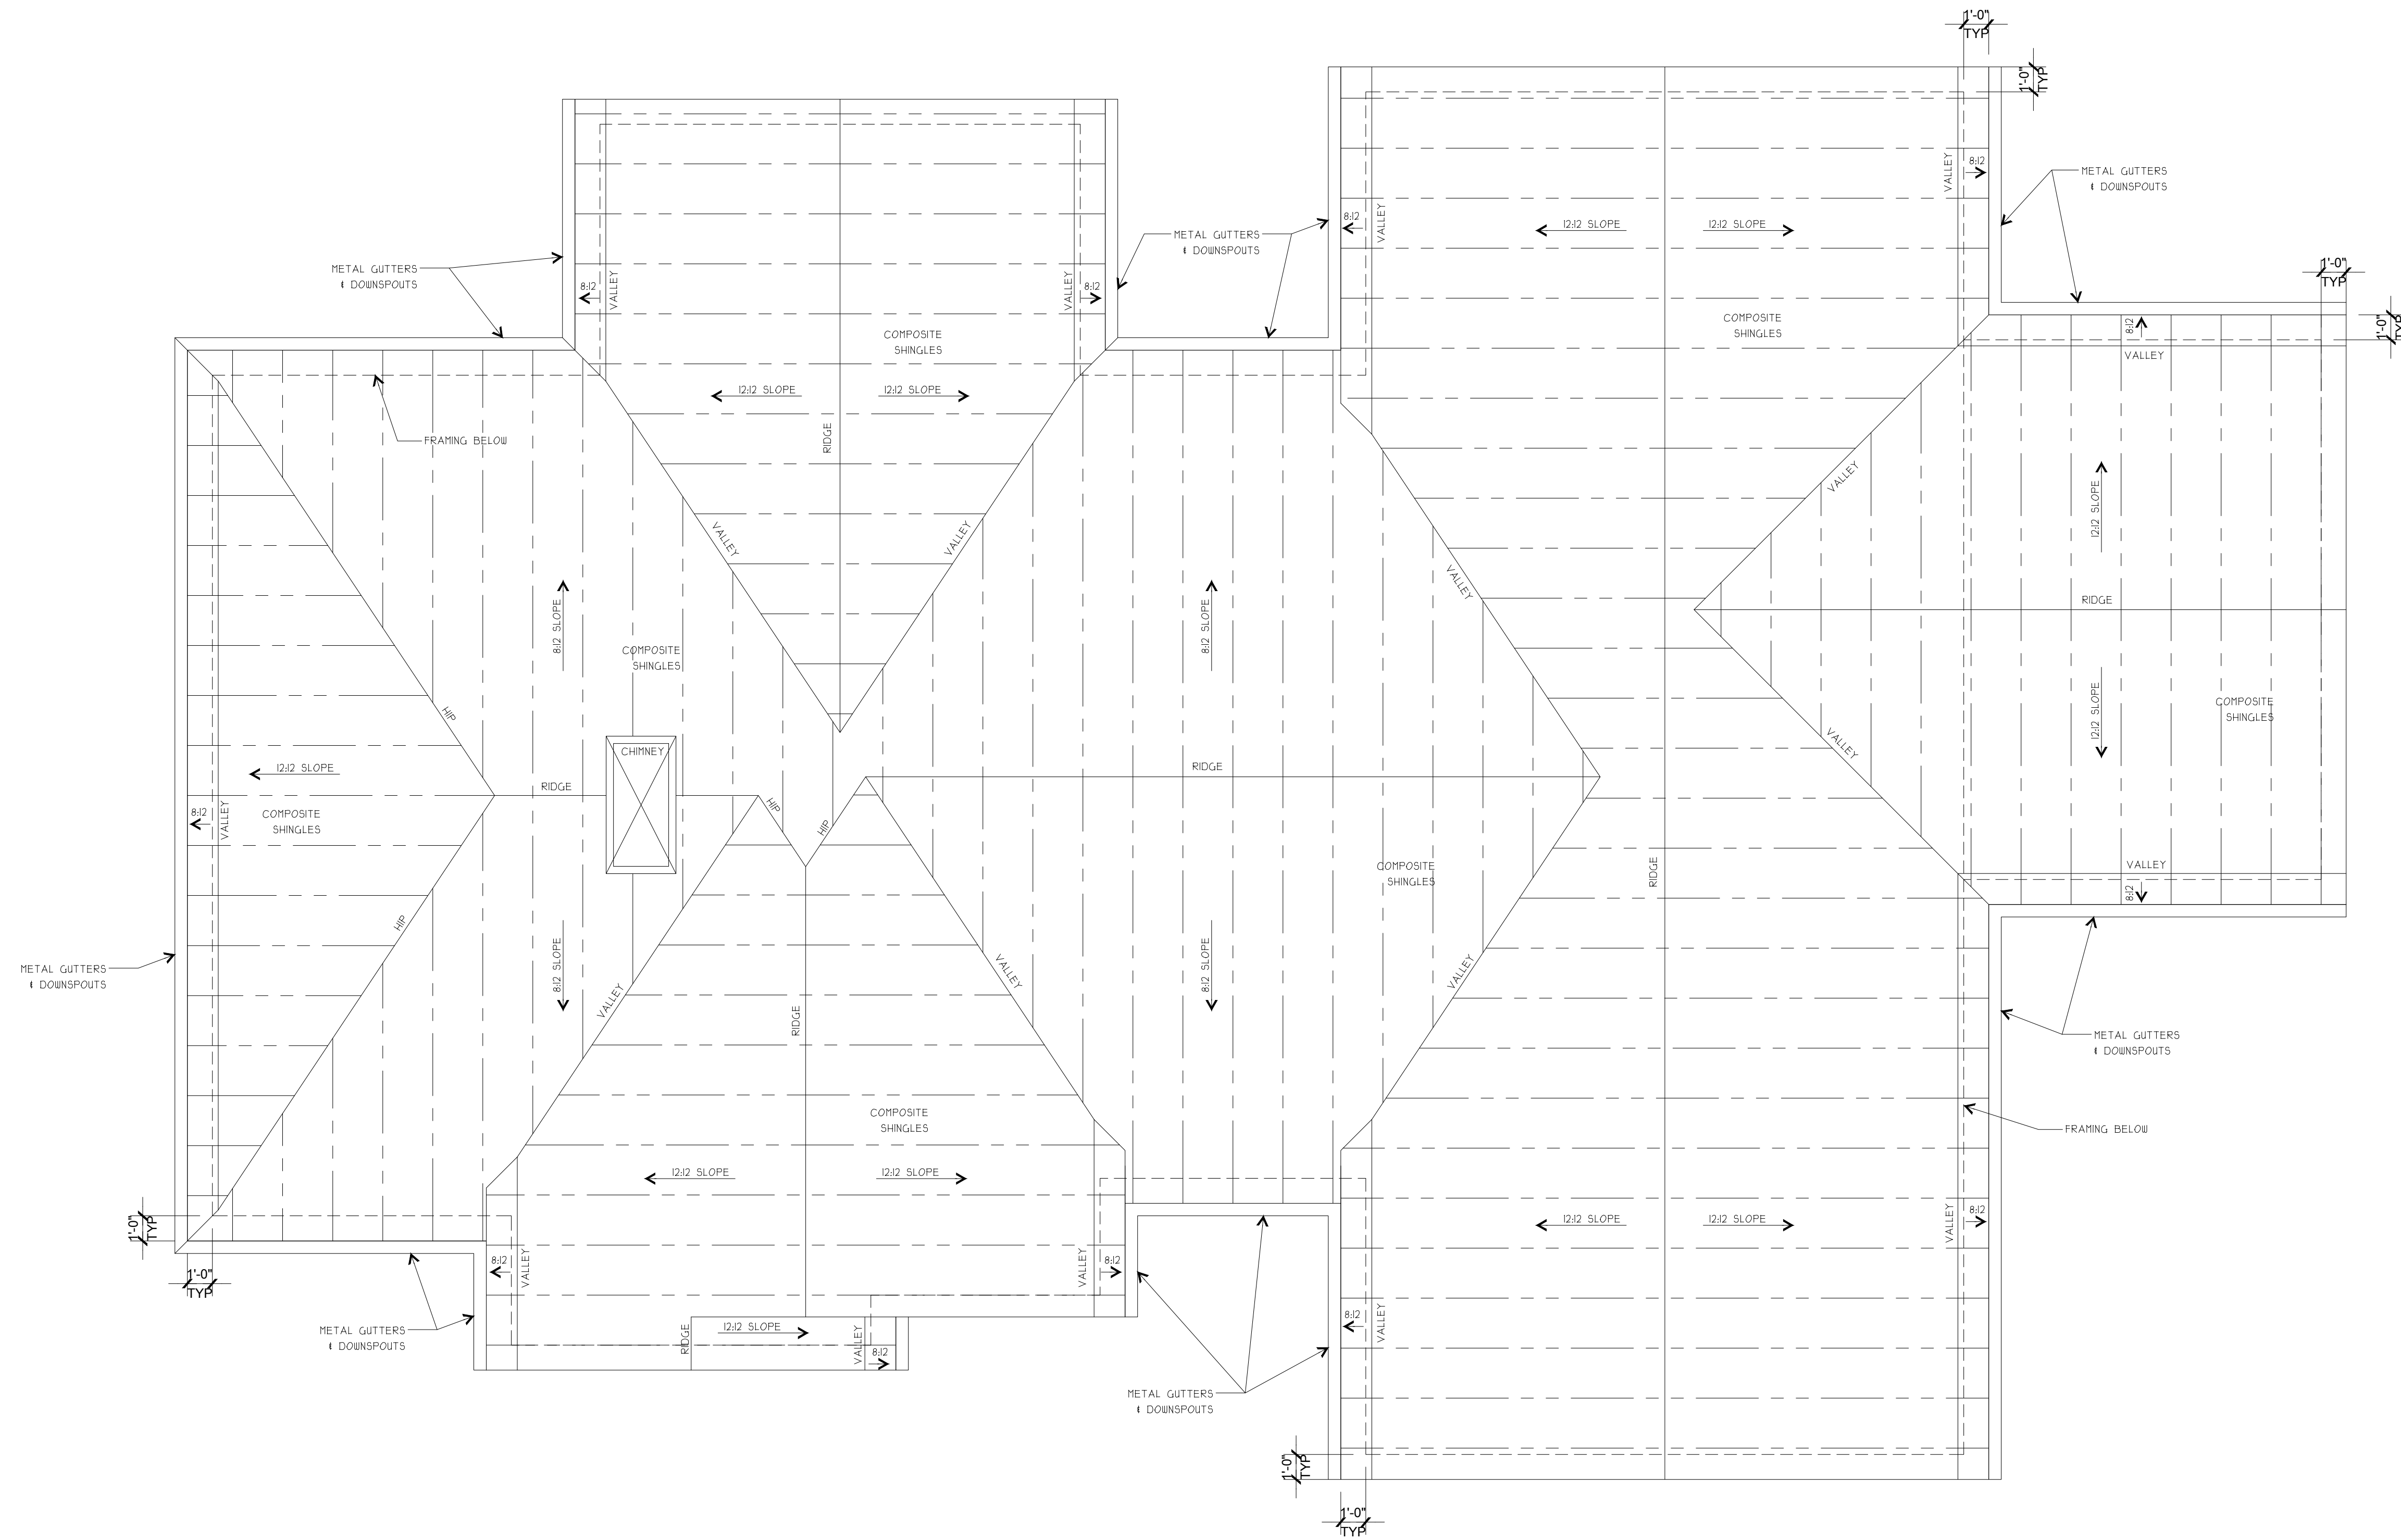 1'-0"
TYP
1'-0"
TYP
VALLEY
8:12
METAL GUTTERS
& DOWNSPOUTS
8:12
VALLEY
12:12 SLOPE
12:12 SLOPE
METAL GUTTERS
& DOWNSPOUTS
METAL GUTTERS
& DOWNSPOUTS
8:12
VALLEY
VALLEY
8:12
1'-0"
TYP
1'-0"
TYP
8:12
VALLEY
COMPOSITE
SHINGLES
COMPOSITE
SHINGLES
12:12 SLOPE
12:12 SLOPE
RIDGE
FRAMING BELOW
VALLEY
VALLEY
VALLEY
VALLEY
12:12 SLOPE
8:12 SLOPE
COMPOSITE
SHINGLES
8:12 SLOPE
RIDGE
12:12 SLOPE
COMPOSITE
SHINGLES
HIP
CHIMNEY
VALLEY
12:12 SLOPE
RIDGE
RIDGE
HIP
HIP
8:12
VALLEY
COMPOSITE
SHINGLES
COMPOSITE
SHINGLES
RIDGE
VALLEY
8:12
HIP
METAL GUTTERS
& DOWNSPOUTS
8:12 SLOPE
VALLEY
RIDGE
VALLEY
8:12 SLOPE
VALLEY
METAL GUTTERS
& DOWNSPOUTS
COMPOSITE
SHINGLES
FRAMING BELOW
12:12 SLOPE
12:12 SLOPE
1'-0"
TYP
1'-0"
TYP
8:12
VALLEY
VALLEY
8:12
12:12 SLOPE
12:12 SLOPE
VALLEY
8:12
METAL GUTTERS
& DOWNSPOUTS
RIDGE
12:12 SLOPE
VALLEY
8:12
8:12
VALLEY
METAL GUTTERS
& DOWNSPOUTS
1'-0"
TYP
1'-0"
TYP